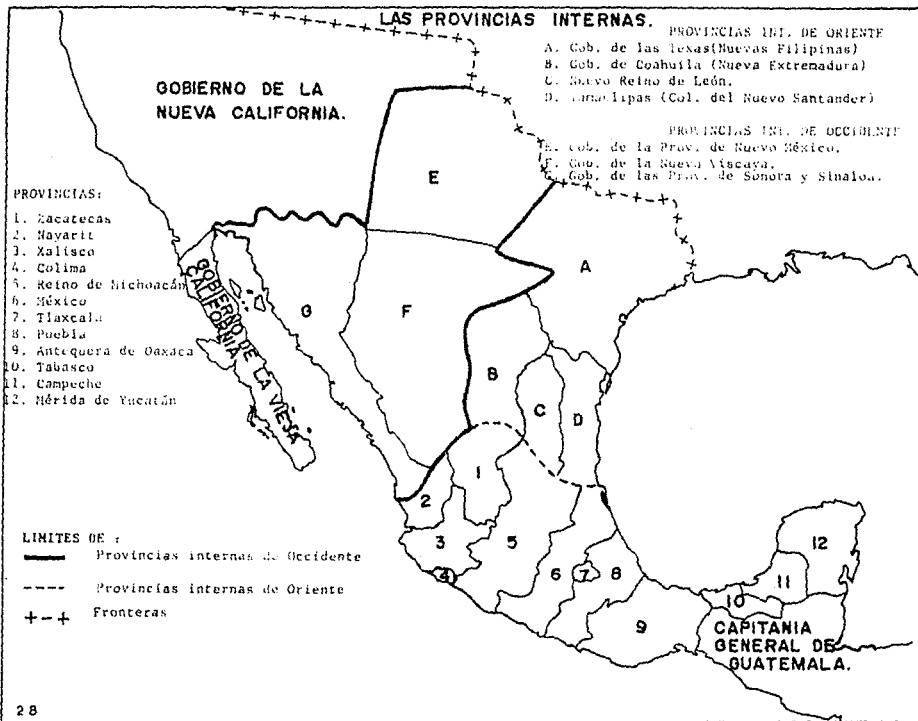 LAS PROVINCIAS INTERNAS.
PROVINCIAS INT. DE ORIENTE
A. Gob. de las Texas(Nuevas Filipinas)
B. Gob. de Coahuila (Nueva Extremadura)
C. Nuevo Reino de León.
D. Tamaulipas (Col. del Nuevo Santander)
PROVINCIAS INT. DE OCCIDENTE
E. Gob. de la Prov. de Nuevo México.
F. Gob. de la Nueva Viscaya.
G. Gob. de las Prov. de Sonora y Sinaloa.
GOBIERNO DE LA
NUEVA CALIFORNIA.
PROVINCIAS:
1. Zacatecas
2. Nayarit
3. Xalisco
4. Colima
5. Reino de Michoacán
6. México
7. Tlaxcala
8. Puebla
9. Antequera de Oaxaca
10. Tabasco
11. Campeche
12. Mérida de Yucatán
GOBIERNO DE LA VIEJA
CALIFORNIA
E
A
G
F
B
C
D
1
2
3
4
5
6
7
8
9
10
11
12
CAPITANIA
GENERAL DE
GUATEMALA.
LIMITES DE :
Provincias internas de Occidente
Provincias internas de Oriente
Fronteras
28